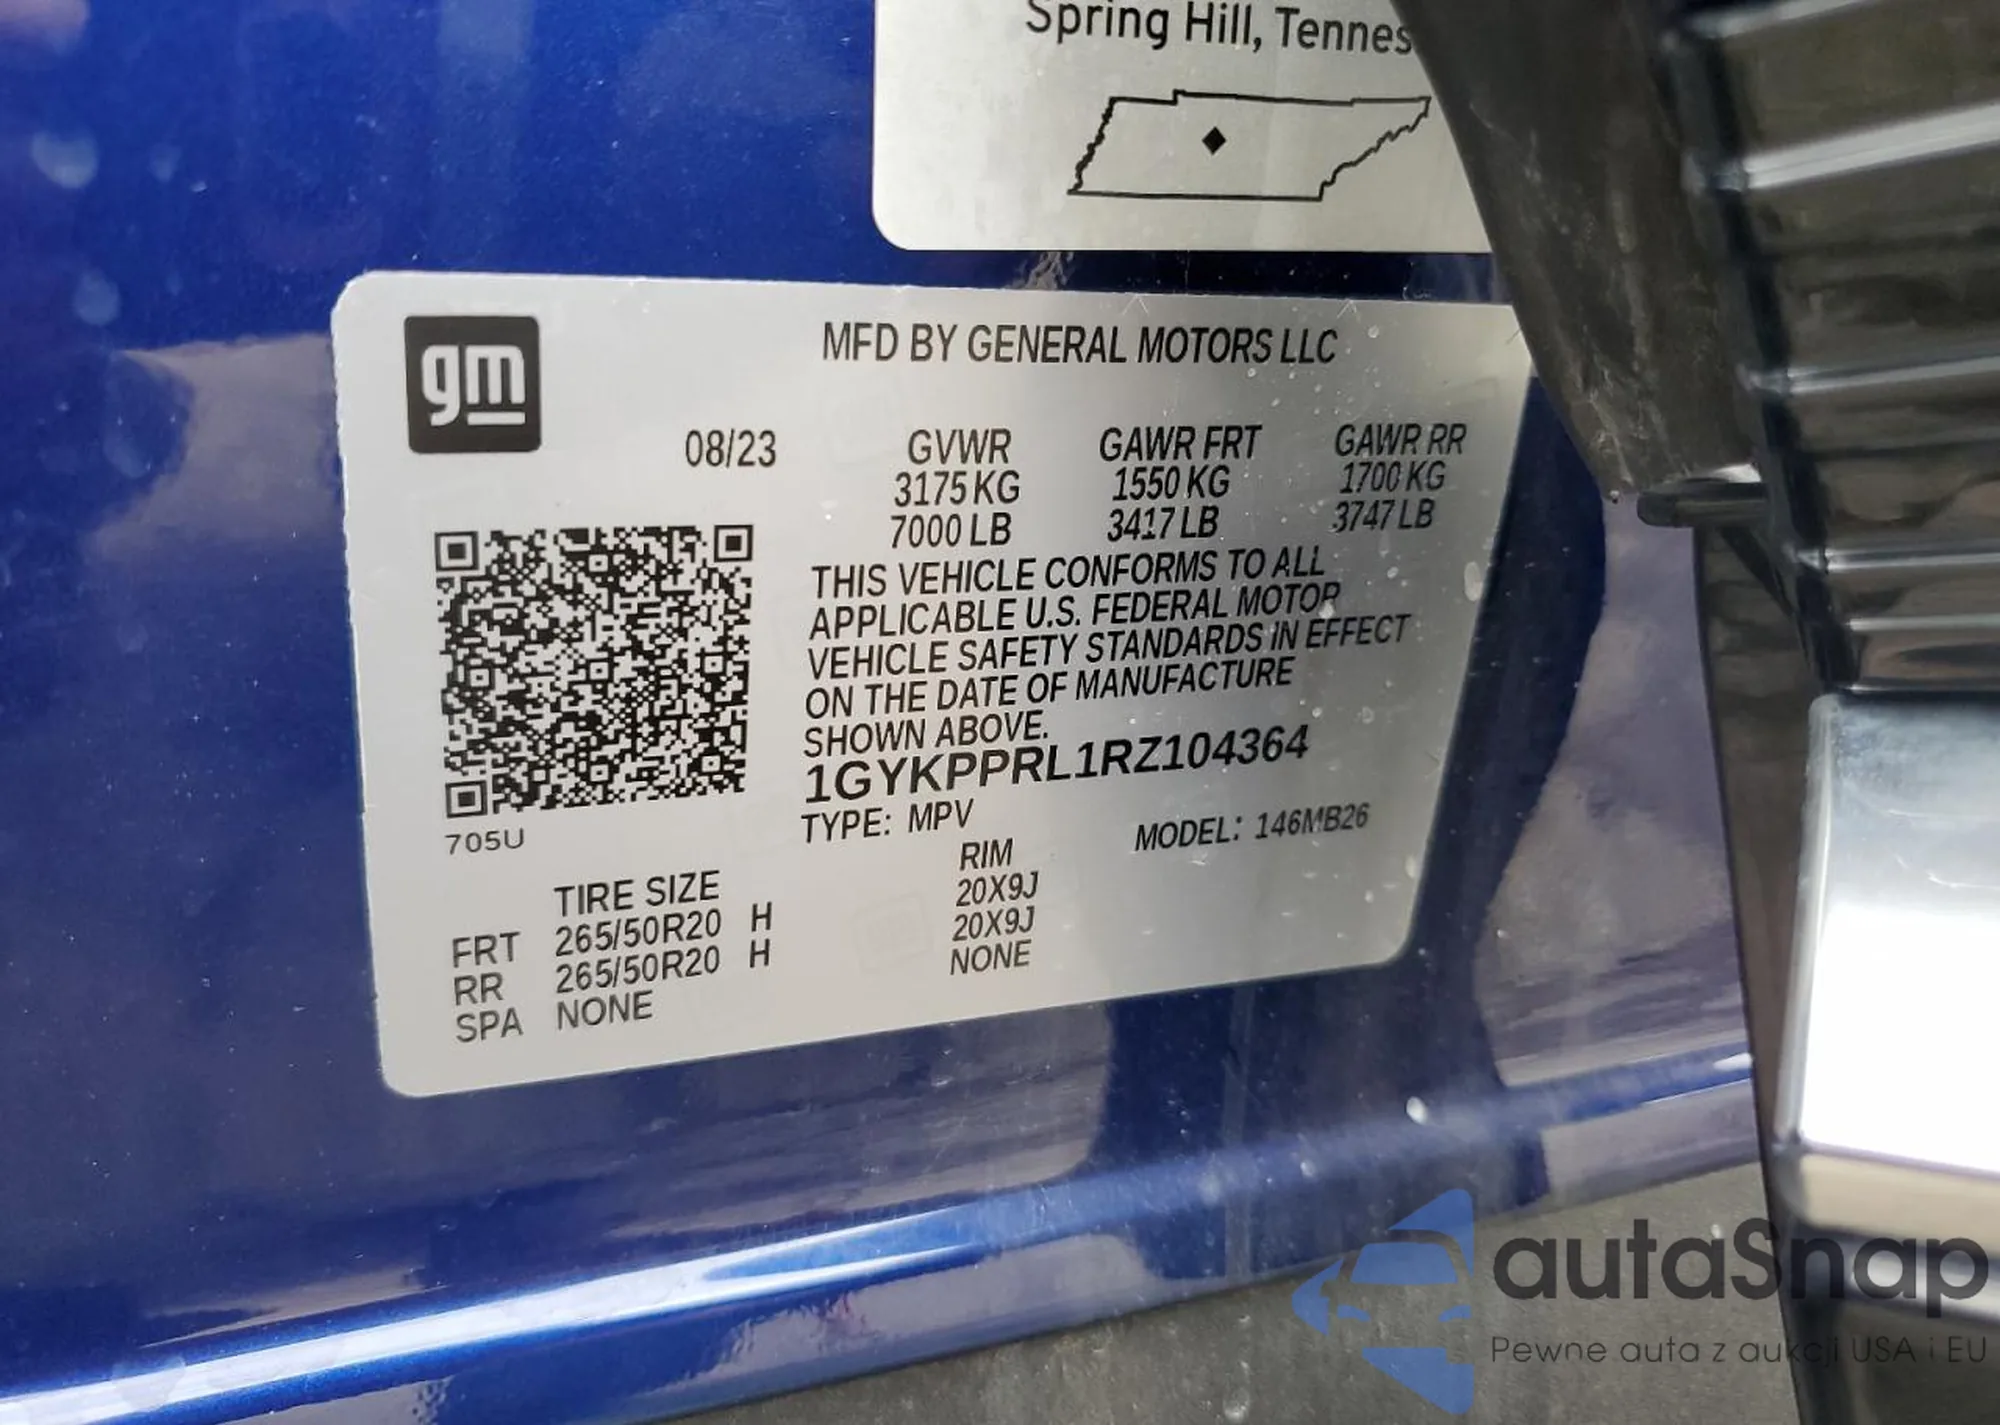 Spring Hill, Tennes
gm
MFD BY GENERAL MOTORS LLC
08/23 GVWR GAWR FRT GAWR RR
3175 KG 1550 KG 1700 KG
7000 LB 3417 LB 3747 LB
THIS VEHICLE CONFORMS TO ALL
APPLICABLE U.S. FEDERAL MOTOR
VEHICLE SAFETY STANDARDS IN EFFECT
ON THE DATE OF MANUFACTURE
SHOWN ABOVE.
1GYKPPRL1RZ104364
TYPE: MPV MODEL: 146MB26
705U
TIRE SIZE RIM
FRT 265/50R20 H 20X9J
RR 265/50R20 H 20X9J
SPA NONE NONE
autaSnap
Pewne auta z aukcji USA i EU